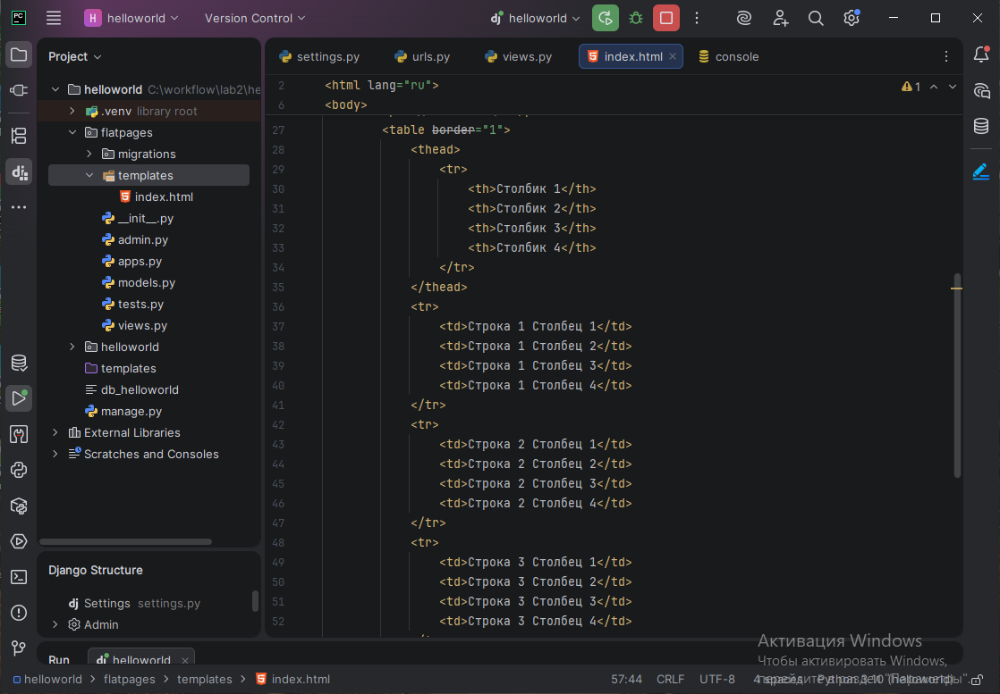 PC
H helloworld Version Control dj helloworld
Project
helloworld C:\workflow\lab2\he
.venv library root
flatpages
migrations
templates
index.html
__init__.py
admin.py
apps.py
models.py
tests.py
views.py
helloworld
templates
db_helloworld
manage.py
External Libraries
Scratches and Consoles
Django Structure
dj Settings settings.py
Admin
settings.py urls.py views.py index.html console
1
2 <html lang="ru">
6 <body>
27 <table border="1">
28 <thead>
29 <tr>
30 <th>Столбик 1</th>
31 <th>Столбик 2</th>
32 <th>Столбик 3</th>
33 <th>Столбик 4</th>
34 </tr>
35 </thead>
36 <tr>
37 <td>Строка 1 Столбец 1</td>
38 <td>Строка 1 Столбец 2</td>
39 <td>Строка 1 Столбец 3</td>
40 <td>Строка 1 Столбец 4</td>
41 </tr>
42 <tr>
43 <td>Строка 2 Столбец 1</td>
44 <td>Строка 2 Столбец 2</td>
45 <td>Строка 2 Столбец 3</td>
46 <td>Строка 2 Столбец 4</td>
47 </tr>
48 <tr>
49 <td>Строка 3 Столбец 1</td>
50 <td>Строка 3 Столбец 2</td>
51 <td>Строка 3 Столбец 3</td>
52 <td>Строка 3 Столбец 4</td>
Run dj helloworld
Активация Windows
Чтобы активировать Windows,
перейдите в раздел "Параметры".
helloworld flatpages templates index.html 57:44 CRLF UTF-8 4 spaces Python 3.10 (helloworld)